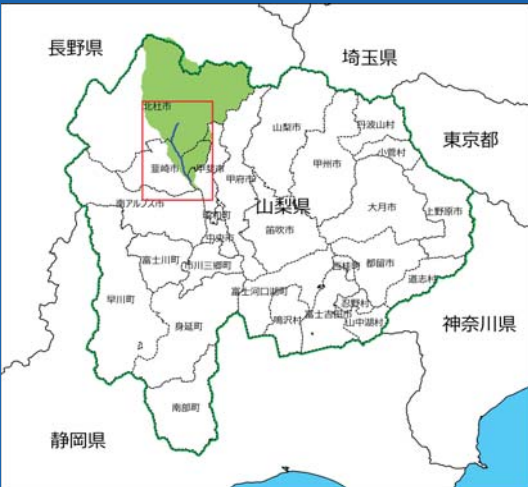 長野県
埼玉県
北杜市
山梨市
丹波山村
東京都
小菅村
韮崎市
甲斐市
甲府市
甲州市
南アルプス市
山梨県
大月市
上野原市
昭和町
中央市
笛吹市
富士川町
市川三郷町
西桂町
都留市
道志村
早川町
富士河口湖町
忍野村
身延町
鳴沢村
富士吉田市
山中湖村
神奈川県
南部町
静岡県